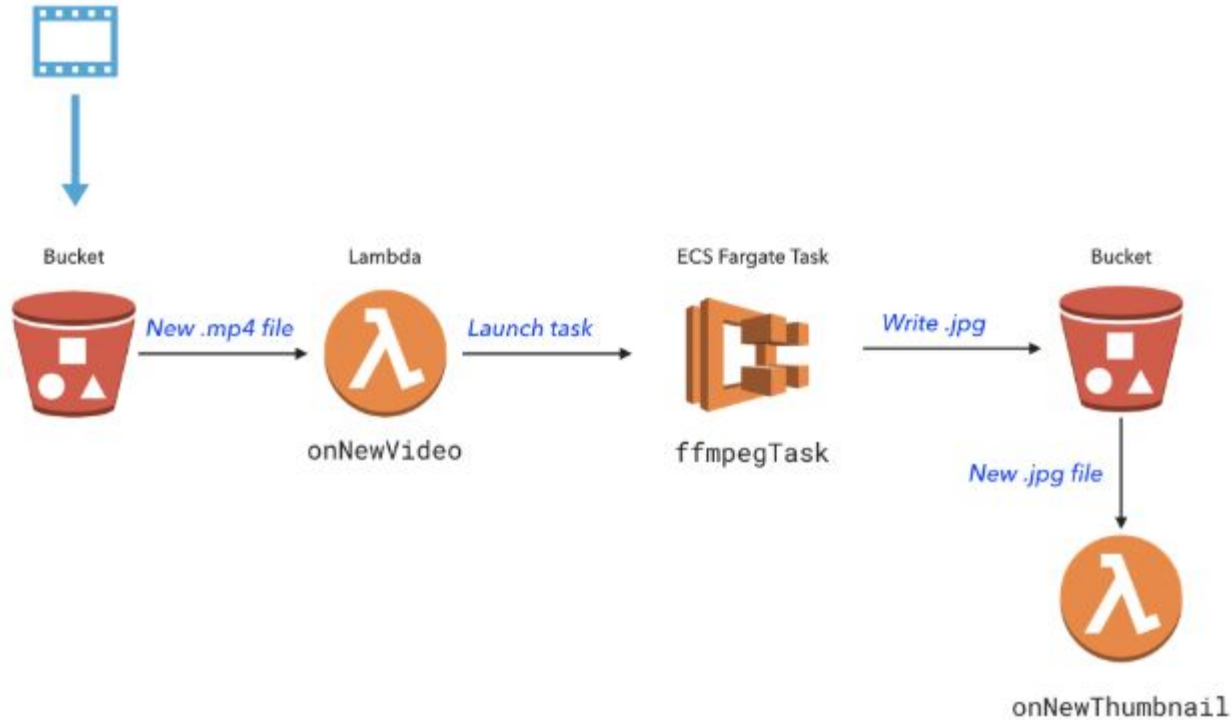 Bucket
Lambda
ECS Fargate Task
Bucket
New .mp4 file
Launch task
Write .jpg
onNewVideo
ffmpegTask
New .jpg file
onNewThumbnail